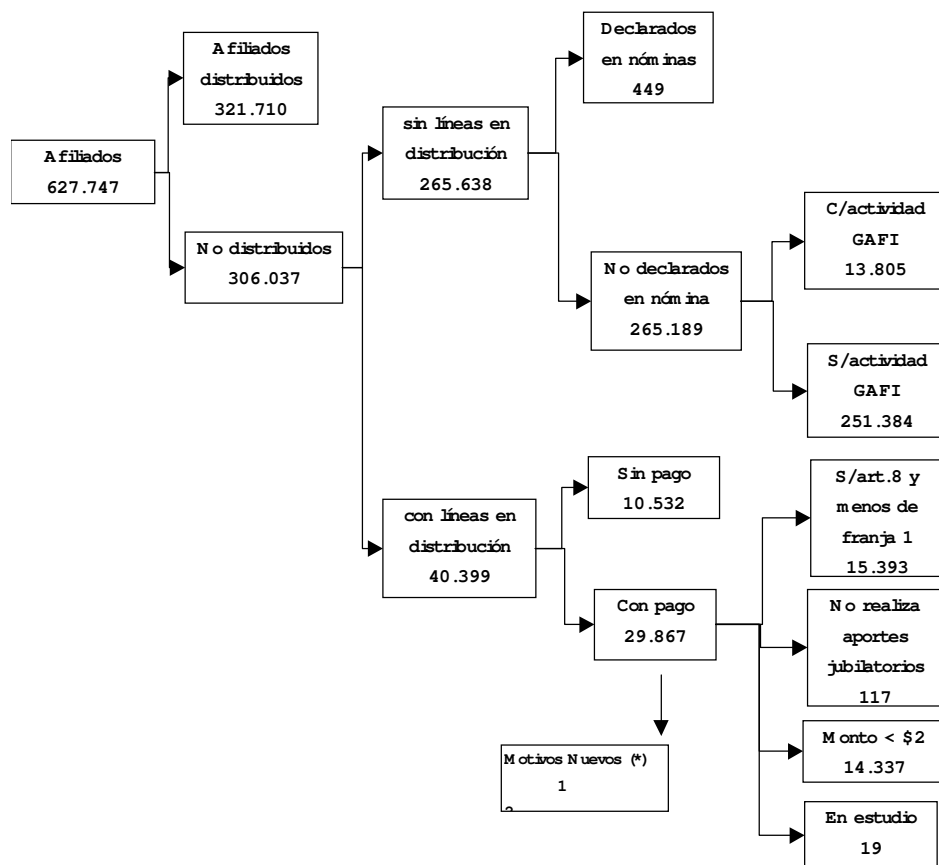 Afiliados
627.747
Afiliados
distribuidos
321.710
No distribuidos
306.037
sin líneas en
distribución
265.638
con líneas en
distribución
40.399
Declarados
en nóminas
449
No declarados
en nómina
265.189
C/actividad
GAFI
13.805
S/actividad
GAFI
251.384
Sin pago
10.532
Con pago
29.867
S/art.8 y
menos de
franja 1
15.393
No realiza
aportes
jubilatorios
117
Monto < $2
14.337
En estudio
19
Motivos Nuevos (*)
1